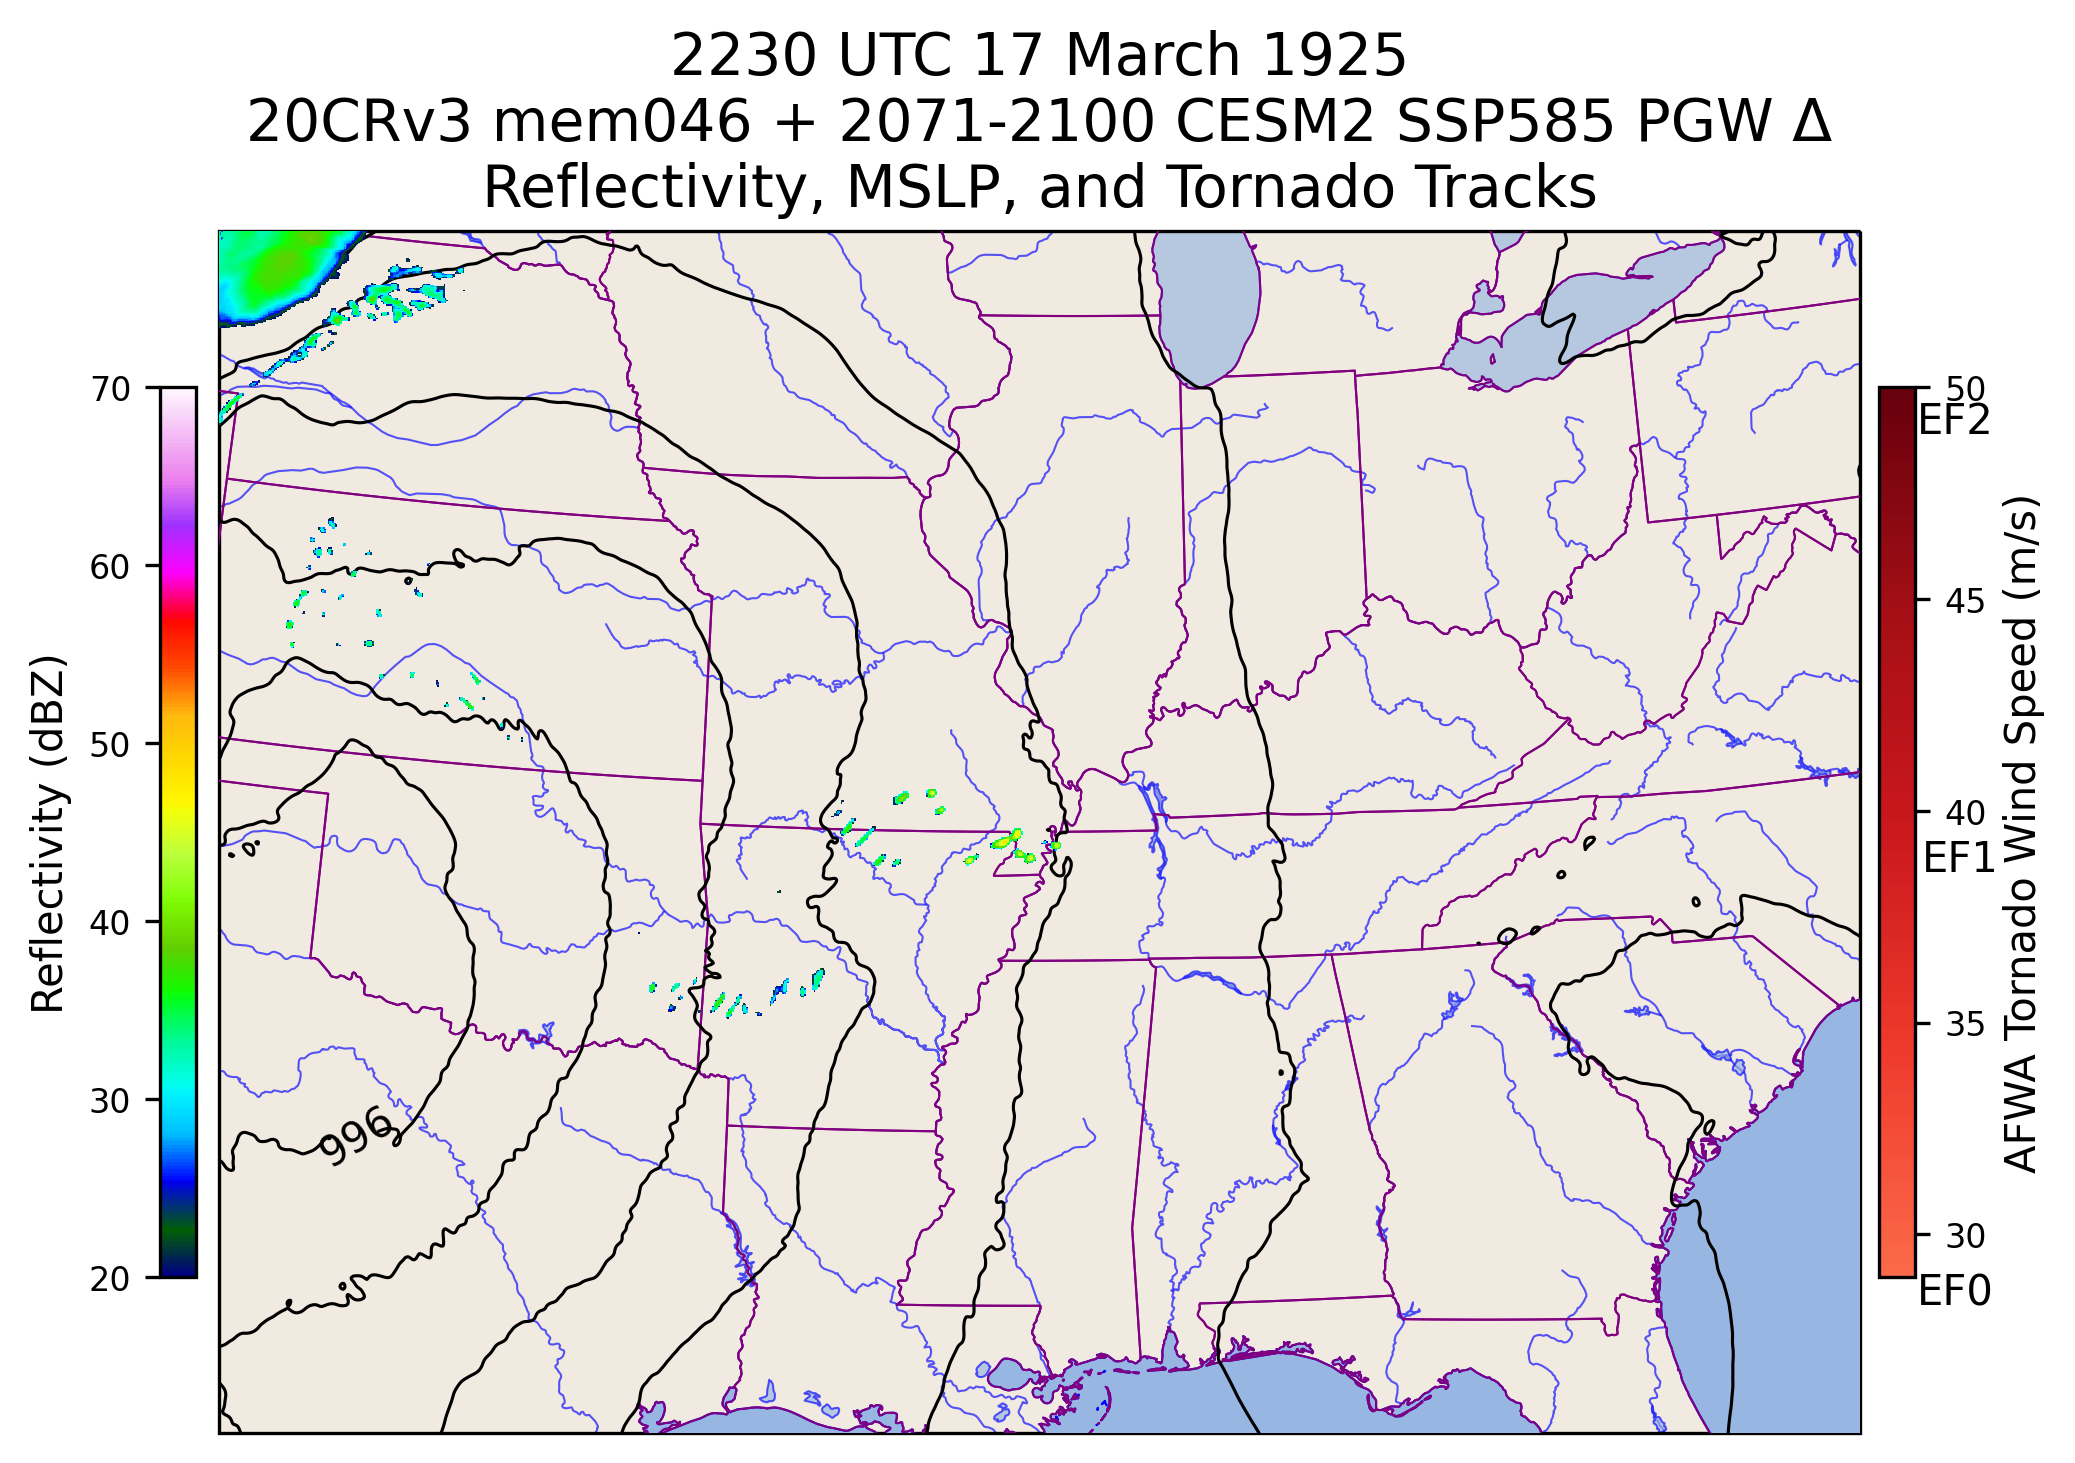 2230 UTC 17 March 1925
20CRv3 mem046 + 2071-2100 CESM2 SSP585 PGW Δ
Reflectivity, MSLP, and Tornado Tracks
Reflectivity (dBZ)
70
60
50
40
30
20
996
50
EF2
45
40
EF1
35
30
EF0
AFWA Tornado Wind Speed (m/s)